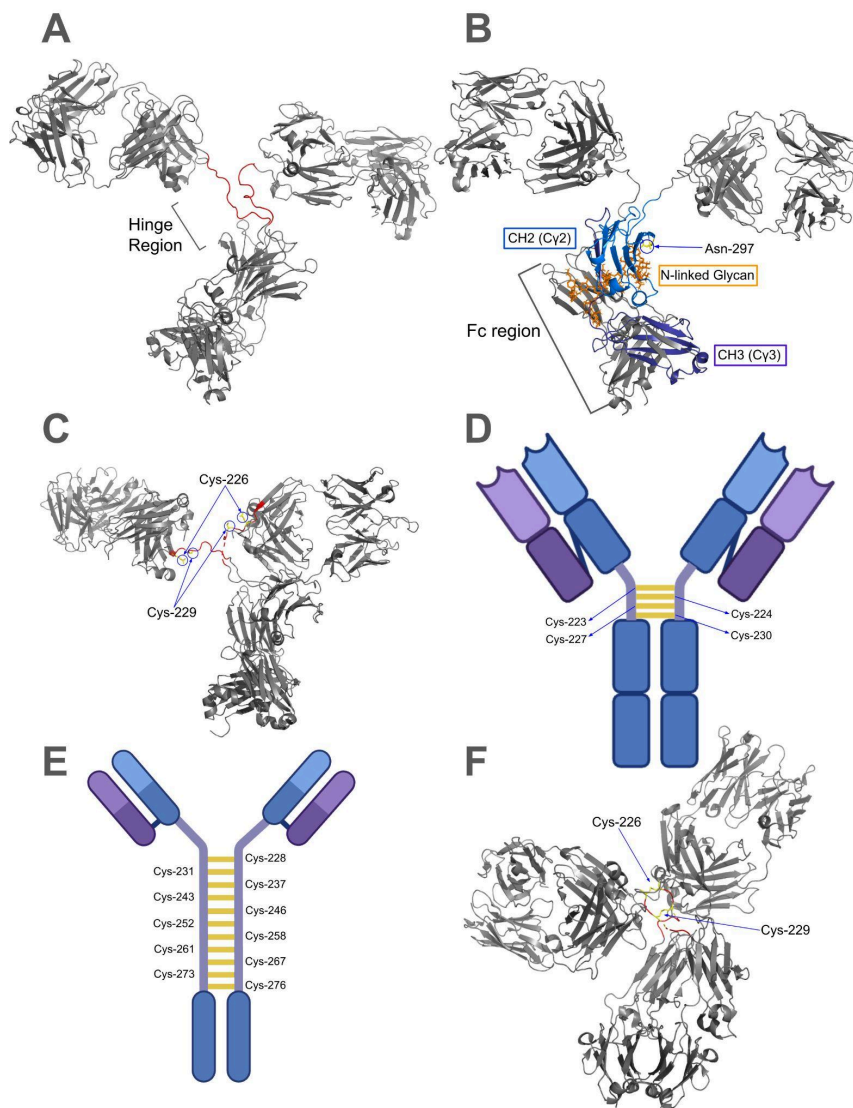 A
Hinge
Region
B
CH2 (Cγ2)
Asn-297
N-linked Glycan
Fc region
CH3 (Cγ3)
C
Cys-226
Cys-229
D
Cys-223
Cys-224
Cys-227
Cys-230
E
Cys-228
Cys-231
Cys-237
Cys-243
Cys-246
Cys-252
Cys-258
Cys-261
Cys-267
Cys-273
Cys-276
F
Cys-226
Cys-229